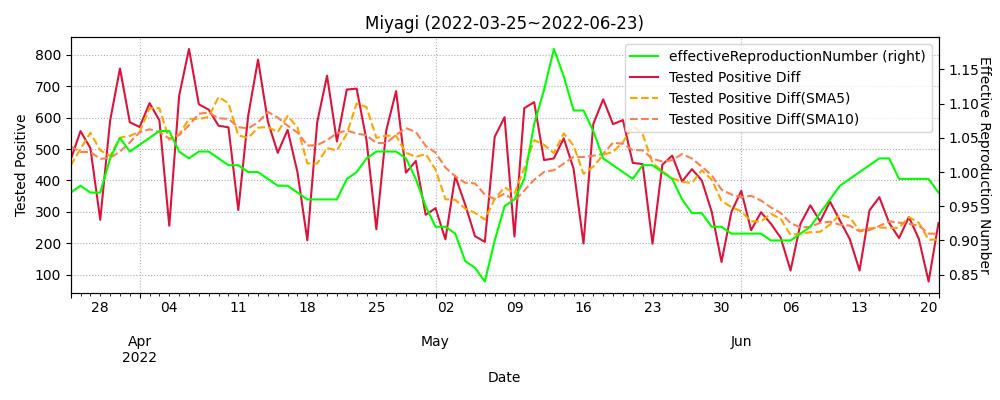 Miyagi (2022-03-25~2022-06-23)
effectiveReproductionNumber (right)
Tested Positive Diff
Tested Positive Diff(SMA5)
Tested Positive Diff(SMA10)
Tested Positive
800
700
600
500
400
300
200
100
1.15
1.10
1.05
1.00
0.95
0.90
0.85
Effective Reproduction Number
28 04 11 18 25 02 09 16 23 30 06 13 20
Apr May Jun
2022
Date